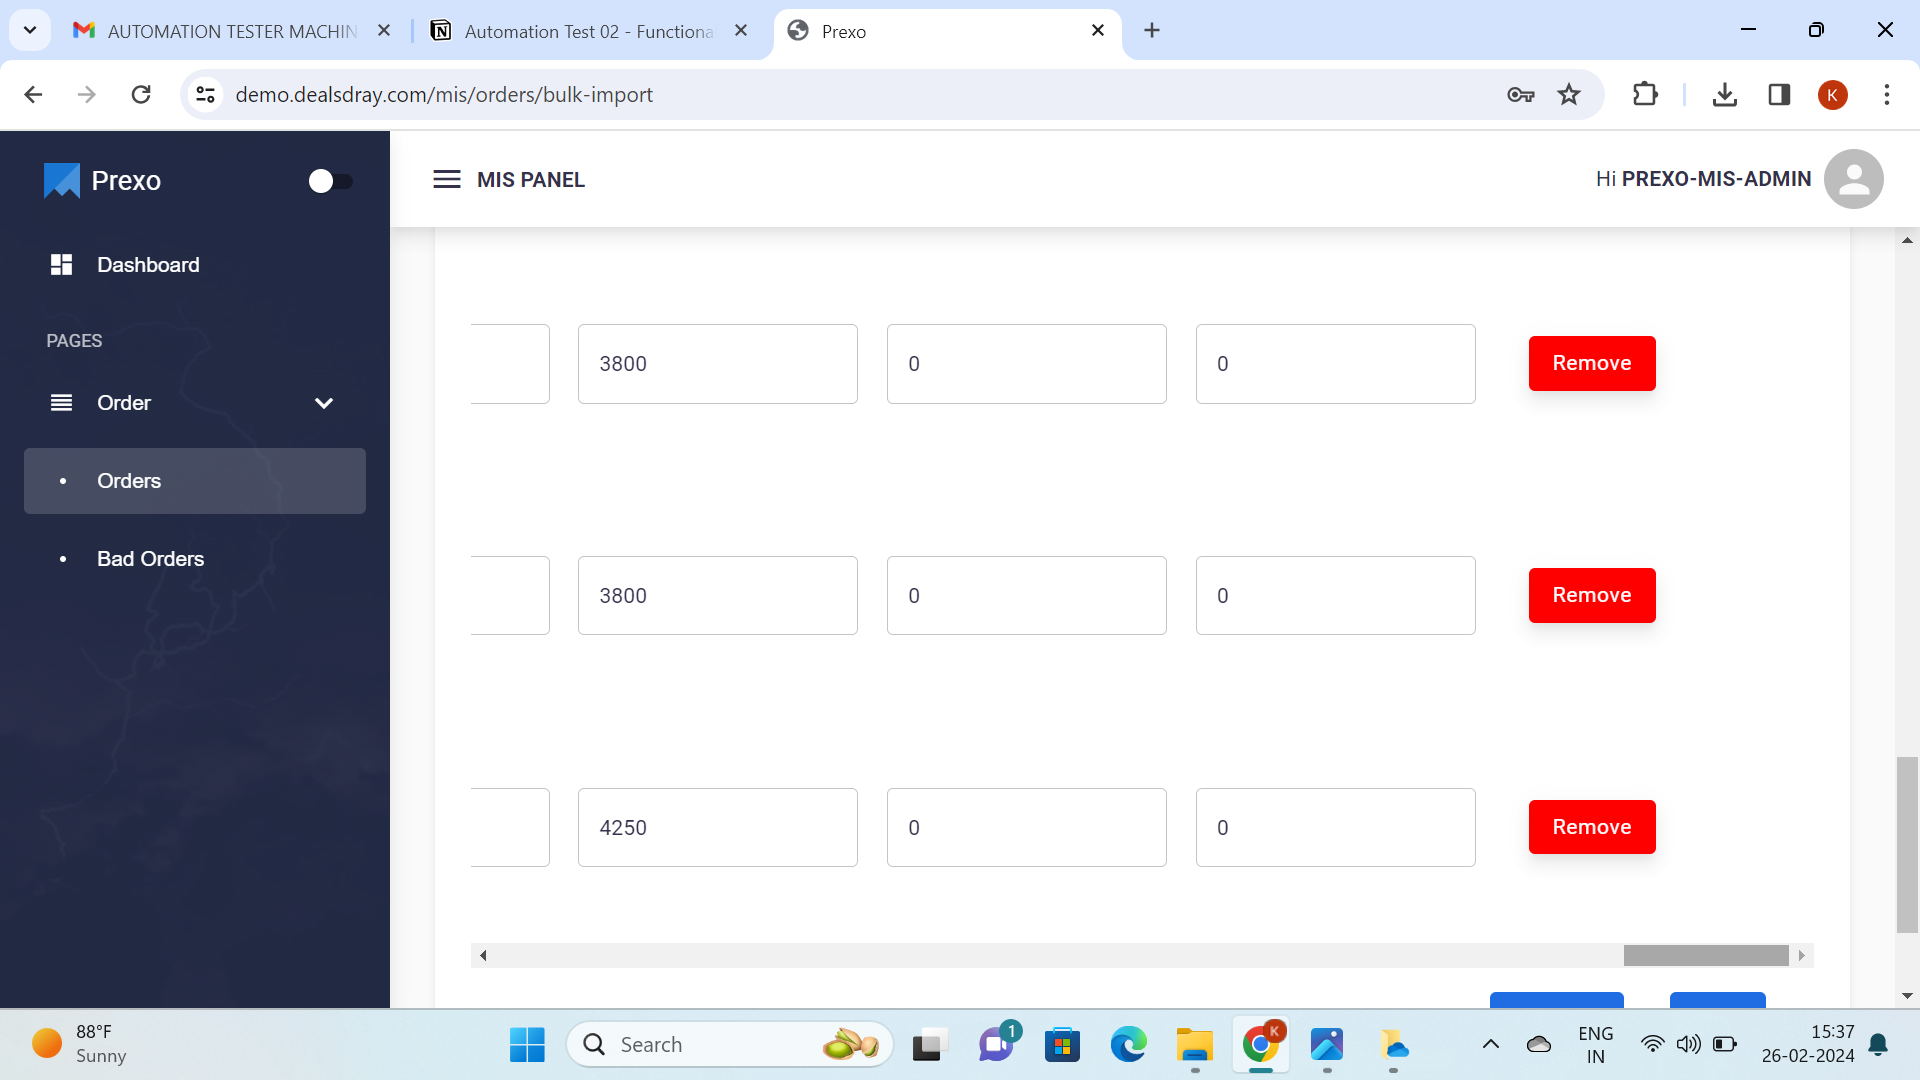 AUTOMATION TESTER MACHIN
Automation Test 02 - Functiona
Prexo
demo.dealsdray.com/mis/orders/bulk-import
K
Prexo
MIS PANEL
Hi PREXO-MIS-ADMIN
Dashboard
PAGES
Order
Orders
Bad Orders
3800 0 0 Remove
3800 0 0 Remove
4250 0 0 Remove
88°F
Sunny
Search
1
K
ENG
IN
15:37
26-02-2024